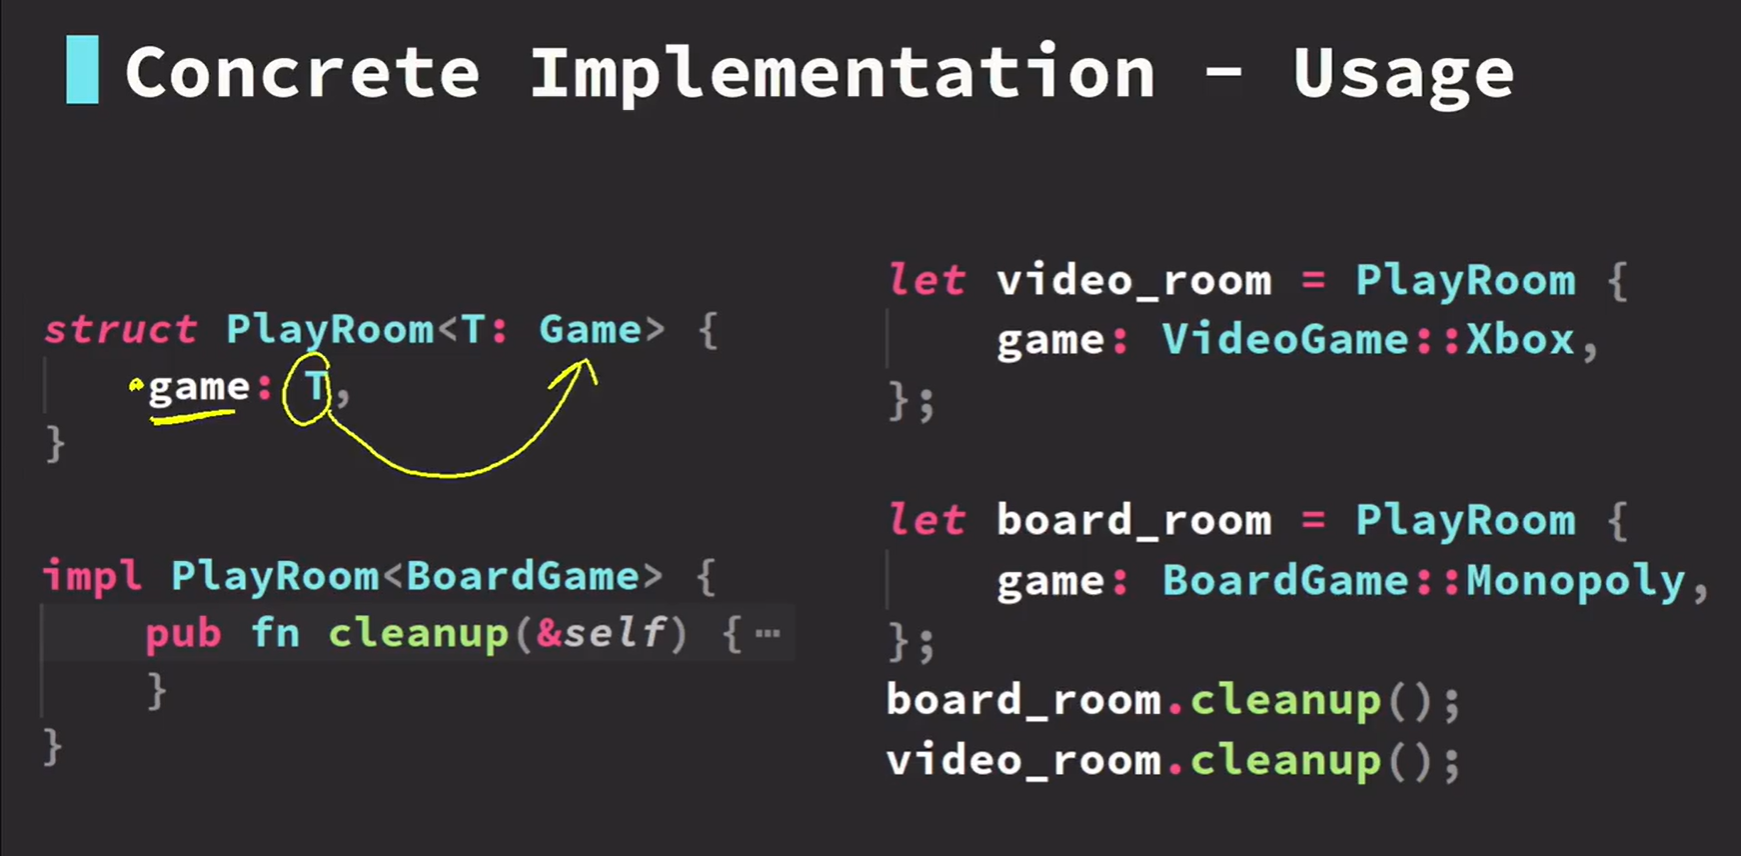 Concrete Implementation - Usage
struct PlayRoom<T: Game> {
game: T,
}
impl PlayRoom<BoardGame> {
pub fn cleanup(&self) { ⋯
}
}
let video_room = PlayRoom {
game: VideoGame::Xbox,
};
let board_room = PlayRoom {
game: BoardGame::Monopoly,
};
board_room.cleanup();
video_room.cleanup();